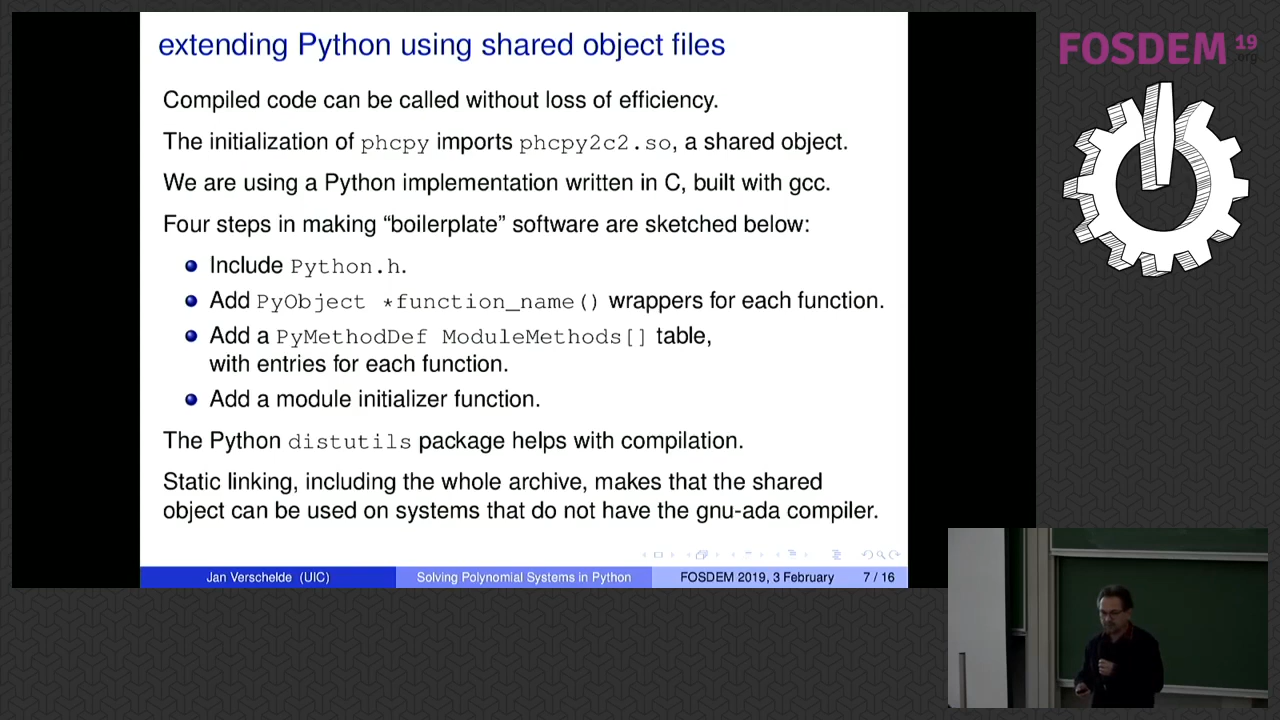 extending Python using shared object files
FOSDEM 19
.org
Compiled code can be called without loss of efficiency.
The initialization of phcpy imports phcpy2c2.so, a shared object.
We are using a Python implementation written in C, built with gcc.
Four steps in making “boilerplate” software are sketched below:
Include Python.h.
Add PyObject *function_name() wrappers for each function.
Add a PyMethodDef ModuleMethods[] table,
with entries for each function.
Add a module initializer function.
The Python distutils package helps with compilation.
Static linking, including the whole archive, makes that the shared
object can be used on systems that do not have the gnu-ada compiler.
Jan Verschelde (UIC) Solving Polynomial Systems in Python FOSDEM 2019, 3 February 7 / 16